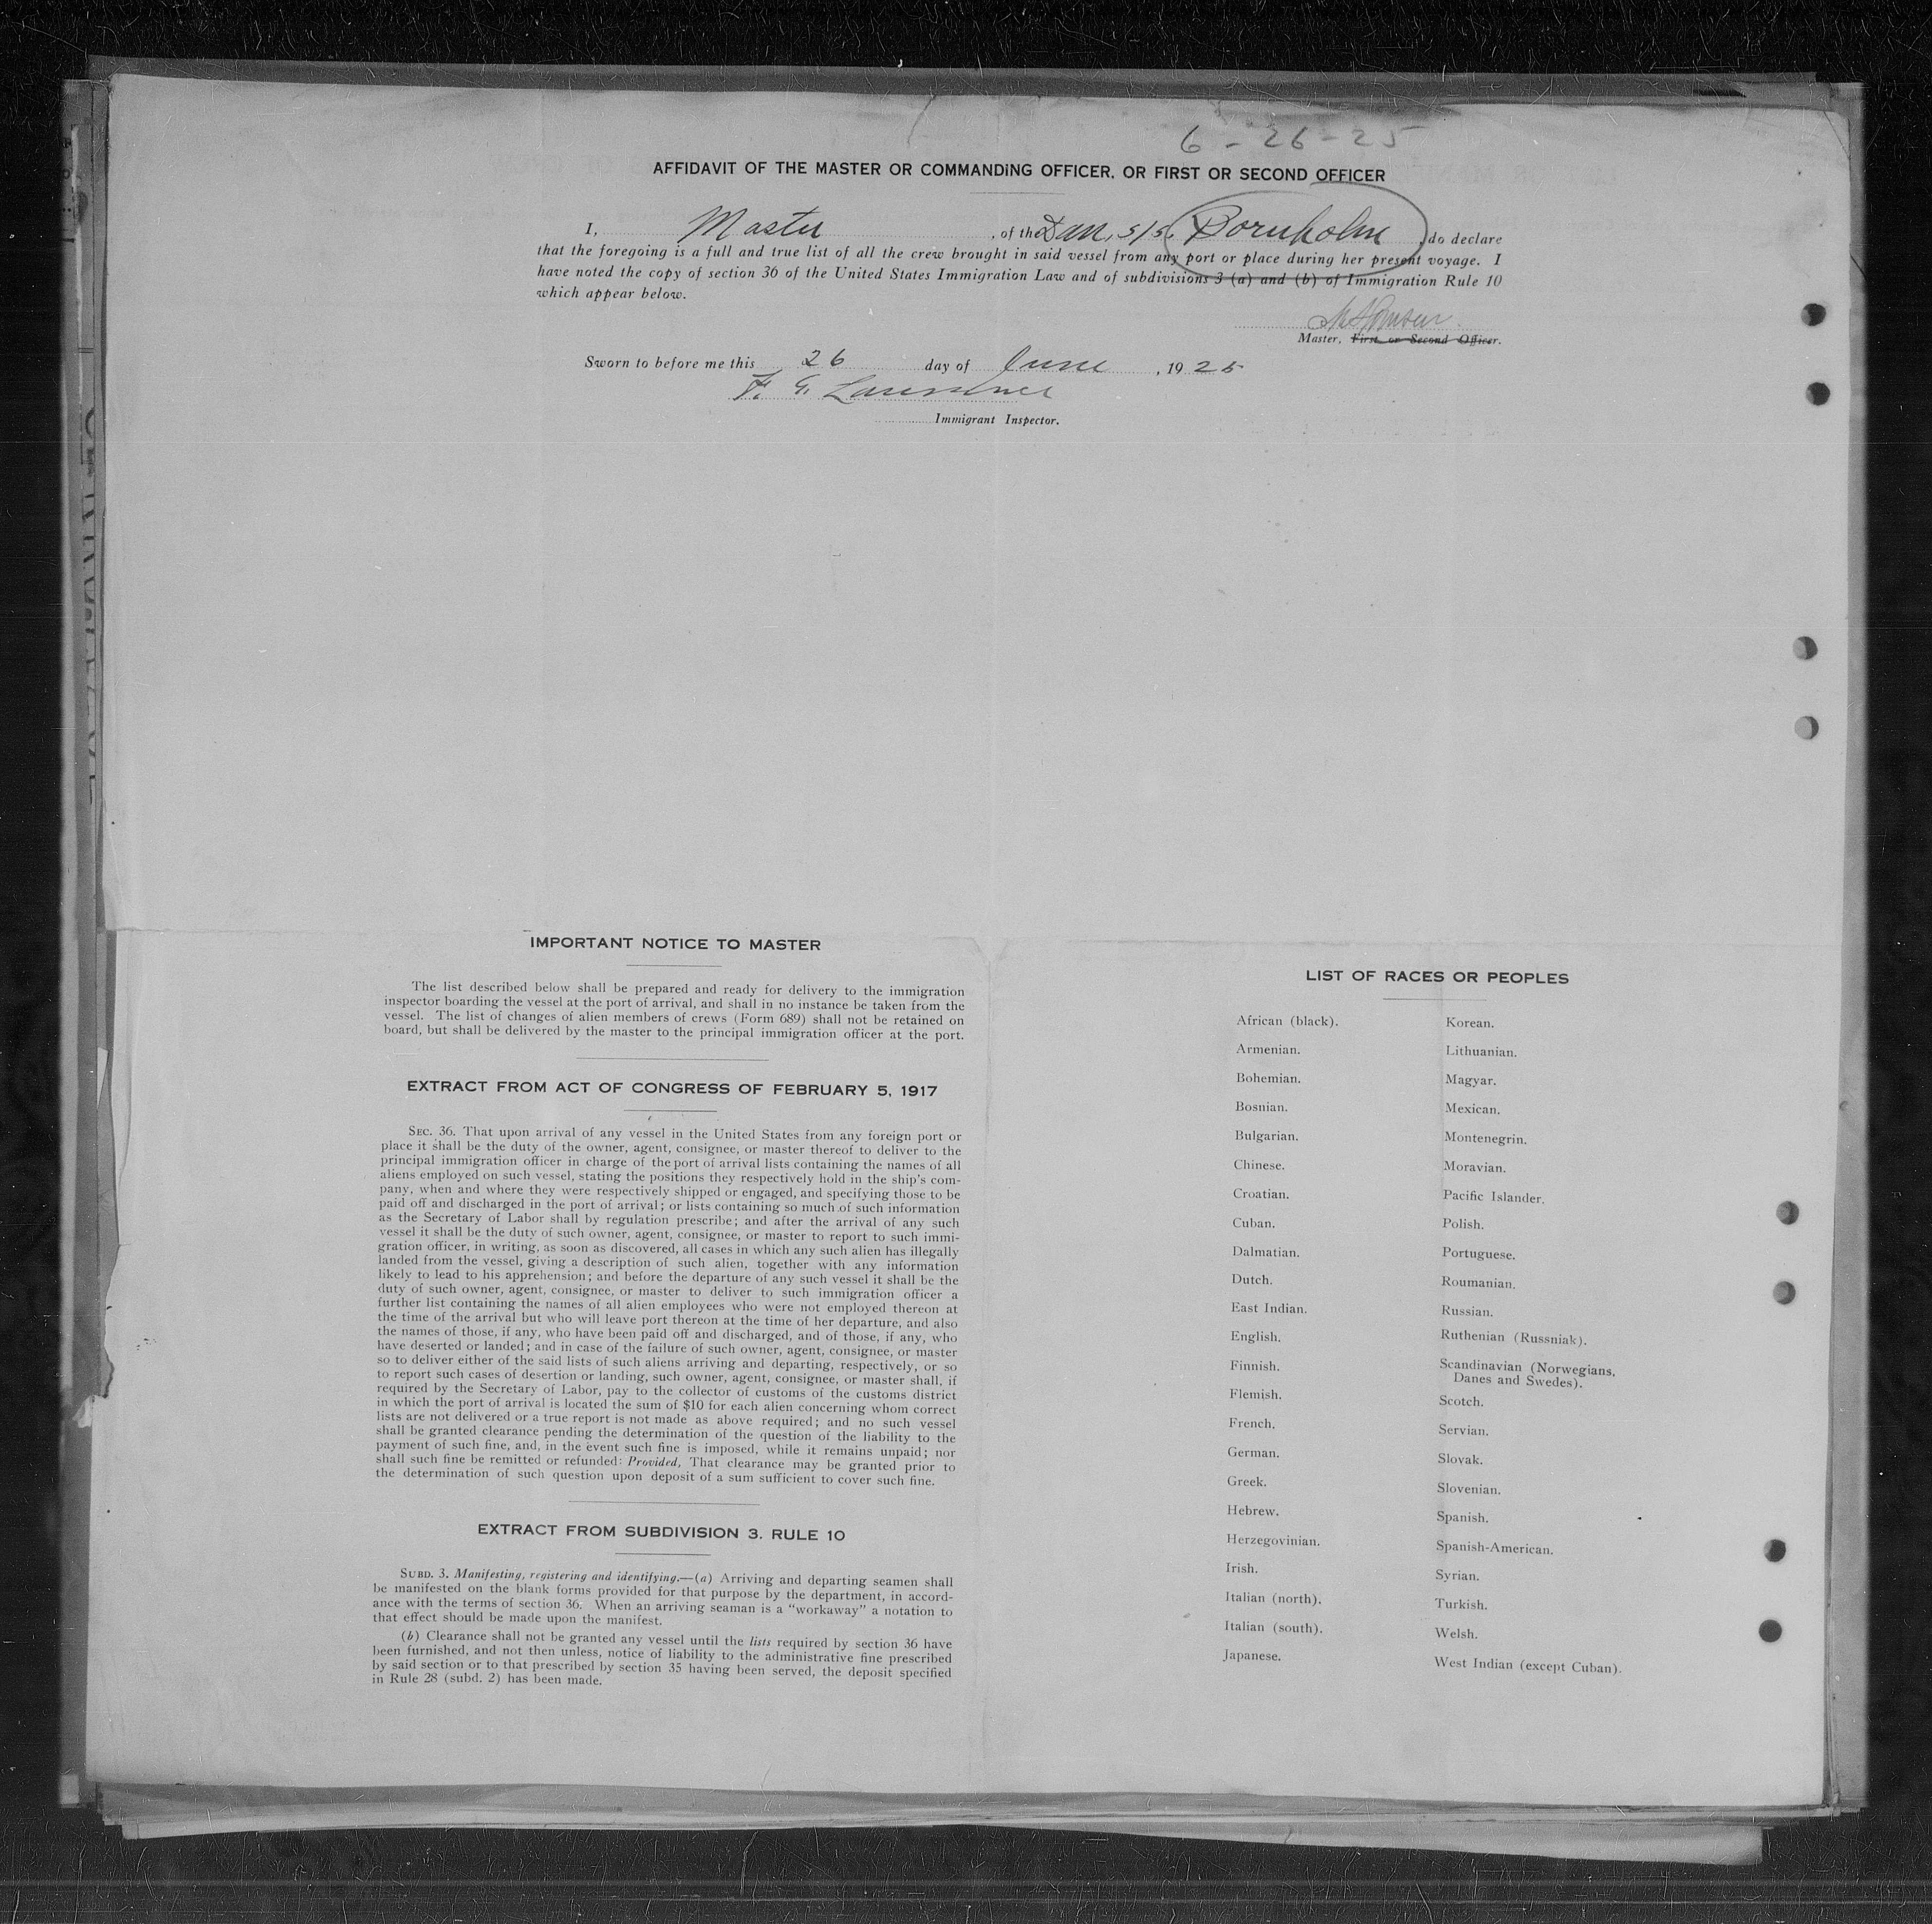 6 - 26 - 25
AFFIDAVIT OF THE MASTER OR COMMANDING OFFICER, OR FIRST OR SECOND OFFICER
I, Master , of the Dan. S/S. Bornholm , do declare
that the foregoing is a full and true list of all the crew brought in said vessel from any port or place during her present voyage. I
have noted the copy of section 36 of the United States Immigration Law and of subdivisions 3 (a) and (b) of Immigration Rule 10
which appear below.
Master, First or Second Officer.
Sworn to before me this 26 day of June , 19 25
F. G. Lawrence
Immigrant Inspector.
IMPORTANT NOTICE TO MASTER
The list described below shall be prepared and ready for delivery to the immigration
inspector boarding the vessel at the port of arrival, and shall in no instance be taken from the
vessel. The list of changes of alien members of crews (Form 689) shall not be retained on
board, but shall be delivered by the master to the principal immigration officer at the port.
EXTRACT FROM ACT OF CONGRESS OF FEBRUARY 5, 1917
SEC. 36. That upon arrival of any vessel in the United States from any foreign port or
place it shall be the duty of the owner, agent, consignee, or master thereof to deliver to the
principal immigration officer in charge of the port of arrival lists containing the names of all
aliens employed on such vessel, stating the positions they respectively hold in the ship's com-
pany, when and where they were respectively shipped or engaged, and specifying those to be
paid off and discharged in the port of arrival; or lists containing so much of such information
as the Secretary of Labor shall by regulation prescribe; and after the arrival of any such
vessel it shall be the duty of such owner, agent, consignee, or master to report to such immi-
gration officer, in writing, as soon as discovered, all cases in which any such alien has illegally
landed from the vessel, giving a description of such alien, together with any information
likely to lead to his apprehension; and before the departure of any such vessel it shall be the
duty of such owner, agent, consignee, or master to deliver to such immigration officer a
further list containing the names of all alien employees who were not employed thereon at
the time of the arrival but who will leave port thereon at the time of her departure, and also
the names of those, if any, who have been paid off and discharged, and of those, if any, who
have deserted or landed; and in case of the failure of such owner, agent, consignee, or master
so to deliver either of the said lists of such aliens arriving and departing, respectively, or so
to report such cases of desertion or landing, such owner, agent, consignee, or master shall, if
required by the Secretary of Labor, pay to the collector of customs of the customs district
in which the port of arrival is located the sum of $10 for each alien concerning whom correct
lists are not delivered or a true report is not made as above required; and no such vessel
shall be granted clearance pending the determination of the question of the liability to the
payment of such fine, and, in the event such fine is imposed, while it remains unpaid; nor
shall such fine be remitted or refunded: Provided, That clearance may be granted prior to
the determination of such question upon deposit of a sum sufficient to cover such fine.
EXTRACT FROM SUBDIVISION 3. RULE 10
SUBD. 3. Manifesting, registering and identifying.—(a) Arriving and departing seamen shall
be manifested on the blank forms provided for that purpose by the department, in accord-
ance with the terms of section 36. When an arriving seaman is a “workaway” a notation to
that effect should be made upon the manifest.
(b) Clearance shall not be granted any vessel until the lists required by section 36 have
been furnished, and not then unless, notice of liability to the administrative fine prescribed
by said section or to that prescribed by section 35 having been served, the deposit specified
in Rule 28 (subd. 2) has been made.
LIST OF RACES OR PEOPLES
African (black).
Armenian.
Bohemian.
Bosnian.
Bulgarian.
Chinese.
Croatian.
Cuban.
Dalmatian.
Dutch.
East Indian.
English.
Finnish.
Flemish.
French.
German.
Greek.
Hebrew.
Herzegovinian.
Irish.
Italian (north).
Italian (south).
Japanese.
Korean.
Lithuanian.
Magyar.
Mexican.
Montenegrin.
Moravian.
Pacific Islander.
Polish.
Portuguese.
Roumanian.
Russian.
Ruthenian (Russniak).
Scandinavian (Norwegians,
Danes and Swedes).
Scotch.
Servian.
Slovak.
Slovenian.
Spanish.
Spanish-American.
Syrian.
Turkish.
Welsh.
West Indian (except Cuban).